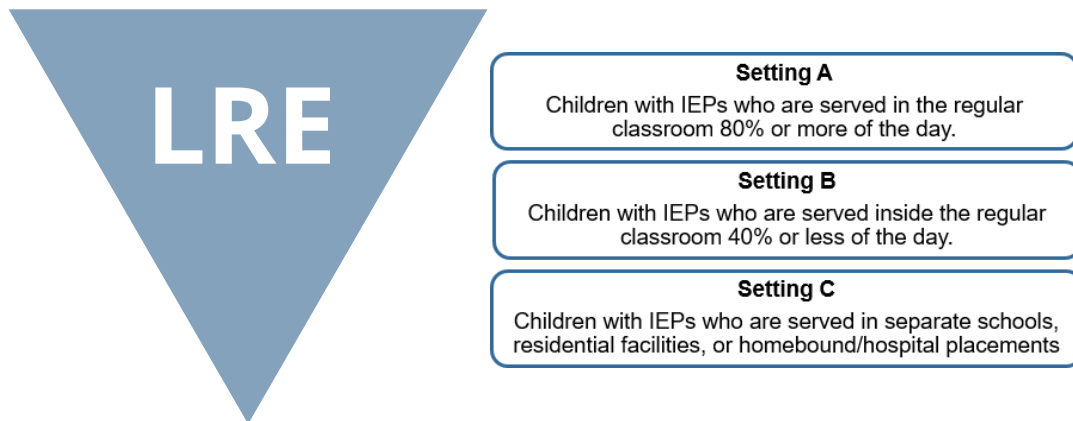 LRE
Setting A
Children with IEPs who are served in the regular
classroom 80% or more of the day.
Setting B
Children with IEPs who are served inside the regular
classroom 40% or less of the day.
Setting C
Children with IEPs who are served in separate schools,
residential facilities, or homebound/hospital placements